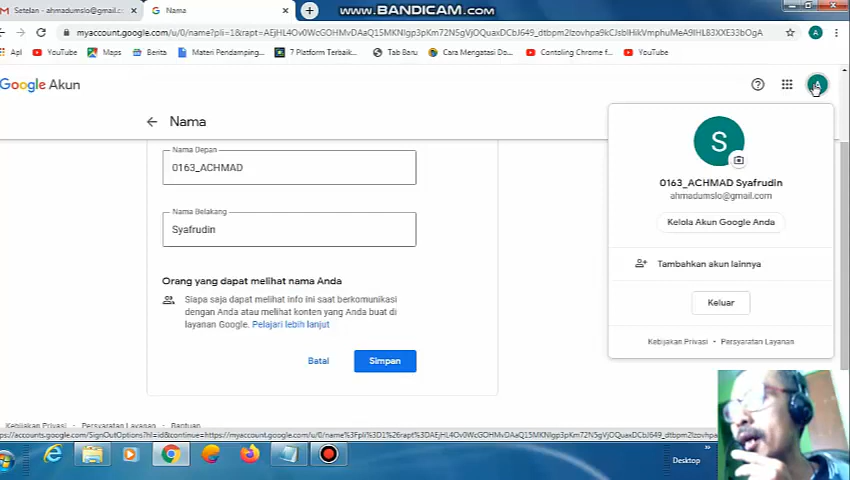 www.BANDICAM.com
Setelan - ahmadumslo@gmail.c
Nama
myaccount.google.com/u/0/name?pli=1&rapt=
Apl
YouTube
Maps
Berita
Materi Pendamping...
7 Platform Terbaik...
Tab Baru
Cara Mengatasi Do...
Contoling Chrome f...
YouTube
A
Google Akun
A
Nama
Nama Depan
0163_ACHMAD
Nama Belakang
Syafrudin
Orang yang dapat melihat nama Anda
Siapa saja dapat melihat info ini saat berkomunikasi
dengan Anda atau melihat konten yang Anda buat di
layanan Google. Pelajari lebih lanjut
Batal
Simpan
S
0163_ACHMAD Syafrudin
ahmadumslo@gmail.com
Kelola Akun Google Anda
Tambahkan akun lainnya
Keluar
Kebijakan Privasi • Persyaratan Layanan
Kebijakan Privasi Persyaratan Layanan Bantuan
Desktop